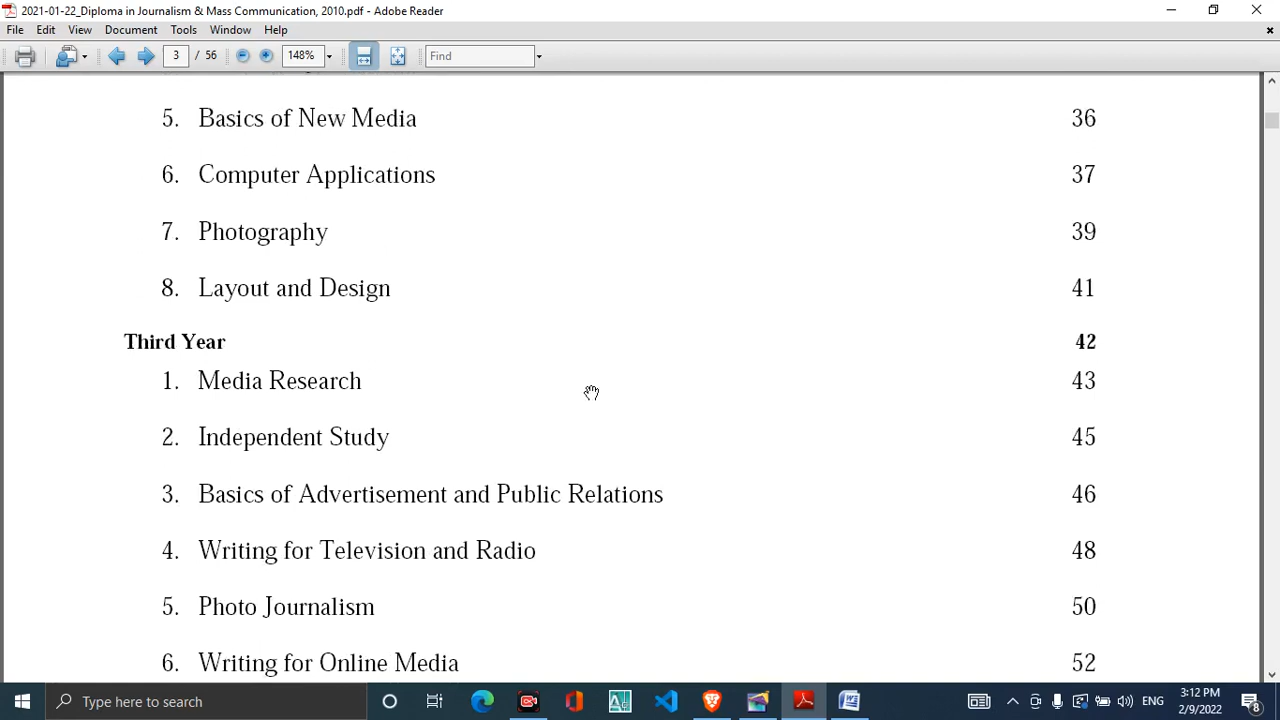 2021-01-22_Diploma in Journalism & Mass Communication, 2010.pdf - Adobe Reader
File Edit View Document Tools Window Help
3 / 56 148% Find
5. Basics of New Media 36
6. Computer Applications 37
7. Photography 39
8. Layout and Design 41
Third Year 42
1. Media Research 43
2. Independent Study 45
3. Basics of Advertisement and Public Relations 46
4. Writing for Television and Radio 48
5. Photo Journalism 50
6. Writing for Online Media 52
Type here to search
ENG
3:12 PM
2/9/2022
8